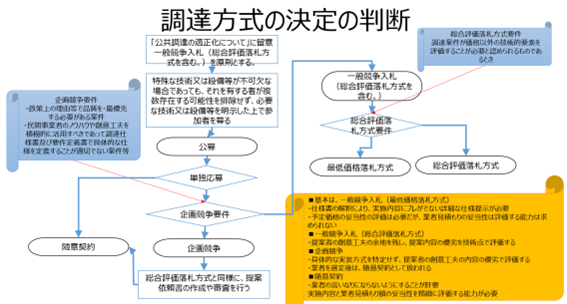 調達方式の決定の判断
「公共調達の適正化について」に留意
一般競争入札（総合評価落札方
式を含む。）を原則とする。
特殊な技術又は設備等が不可欠な
場合であっても、それを有する者が複
数存在する可能性を排除せず、必要
な技術又は設備等を明示した上で参
加者を募る
公募
単独応募
企画競争要件
企画競争
総合評価落札方式と同様に、提案
依頼書の作成や審査を行う
随意契約
企画競争要件
・政策上の理由等で品質を最優先
する必要がある案件
・民間事業者のノウハウや創意工夫を
積極的に活用すべきであって調達仕
様書及び要件定義書で具体的な仕
様を定義することが適切でない案件等
総合評価落札方式要件
調達案件が価格以外の技術的要素を
評価することが必要と認められるもので
あるとき
一般競争入札
（総合評価落札方式を
含む。）
総合評価落
札方式要件
最低価格落札方式
総合評価落札方式
■基本は、一般競争入札（最低価格落札方式）
・仕様書の解釈により、実施内容にブレがでない詳細な仕様提示が必要
・予定価格の妥当性の評価は必要だが、業者見積もりの妥当性は評価する能力は求
められない
■一般競争入札（総合評価落札方式）
・提案者の創意工夫の余地を残し、提案内容の優劣を技術点で評価する
■企画競争
・具体的な実装方式を特定せず、提案者の創意工夫の内容の優劣で評価する
・業者を選定後は、随意契約として扱われる
■随意契約
・業者の言いなりにならないようにすることが肝要
実施内容と業者見積もり額の妥当性を精緻に評価する能力が必要